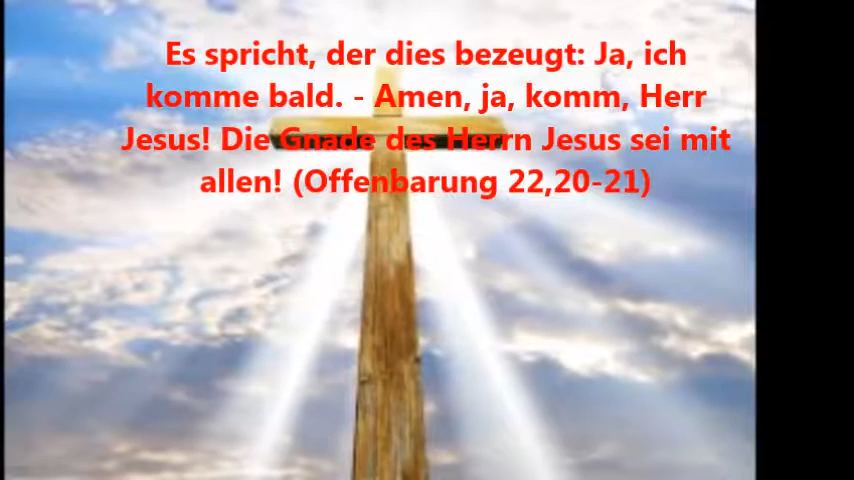 Es spricht, der dies bezeugt: Ja, ich
komme bald. - Amen, ja, komm, Herr
Jesus! Die Gnade des Herrn Jesus sei mit
allen! (Offenbarung 22,20-21)